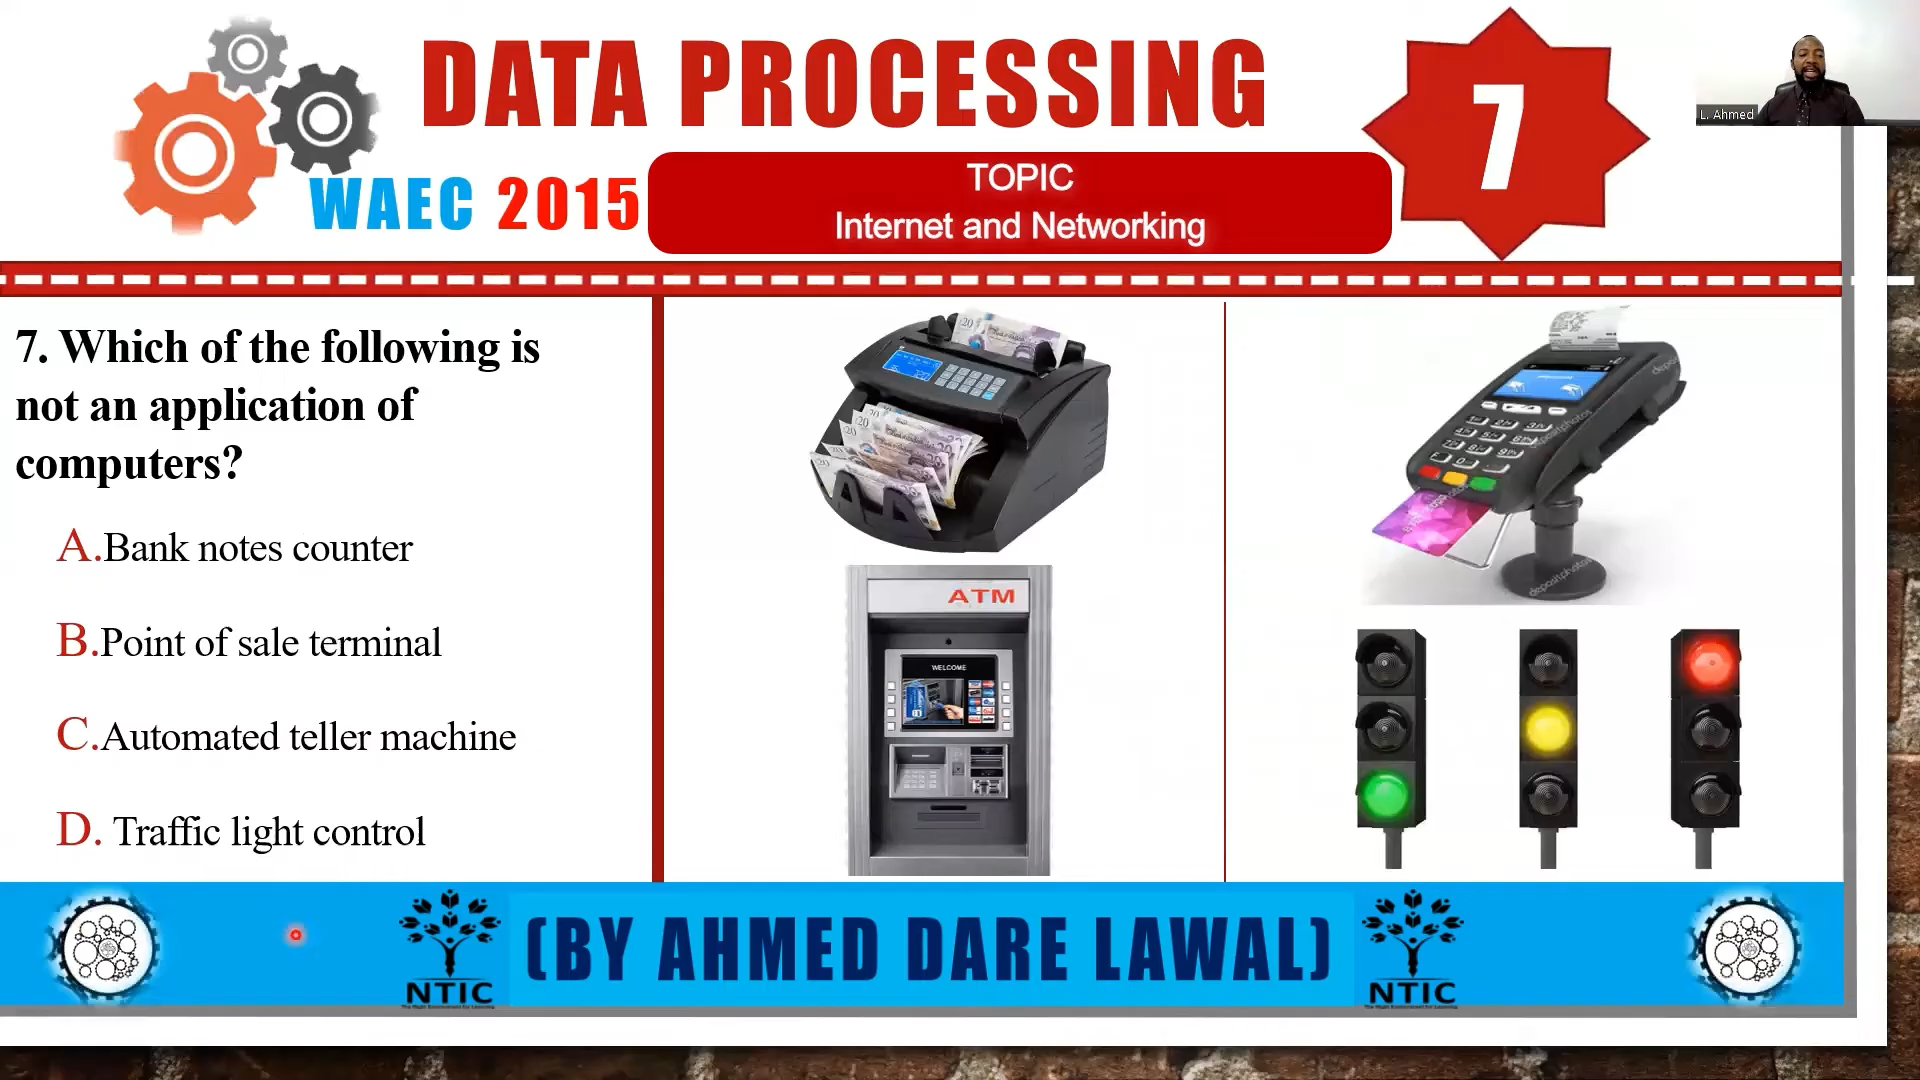 DATA PROCESSING
WAEC 2015
TOPIC
Internet and Networking
7
L. Ahmed
7. Which of the following is
not an application of
computers?
A.Bank notes counter
B.Point of sale terminal
C.Automated teller machine
D. Traffic light control
ATM
WELCOME
depositphotos
(BY AHMED DARE LAWAL)
NTIC
NTIC